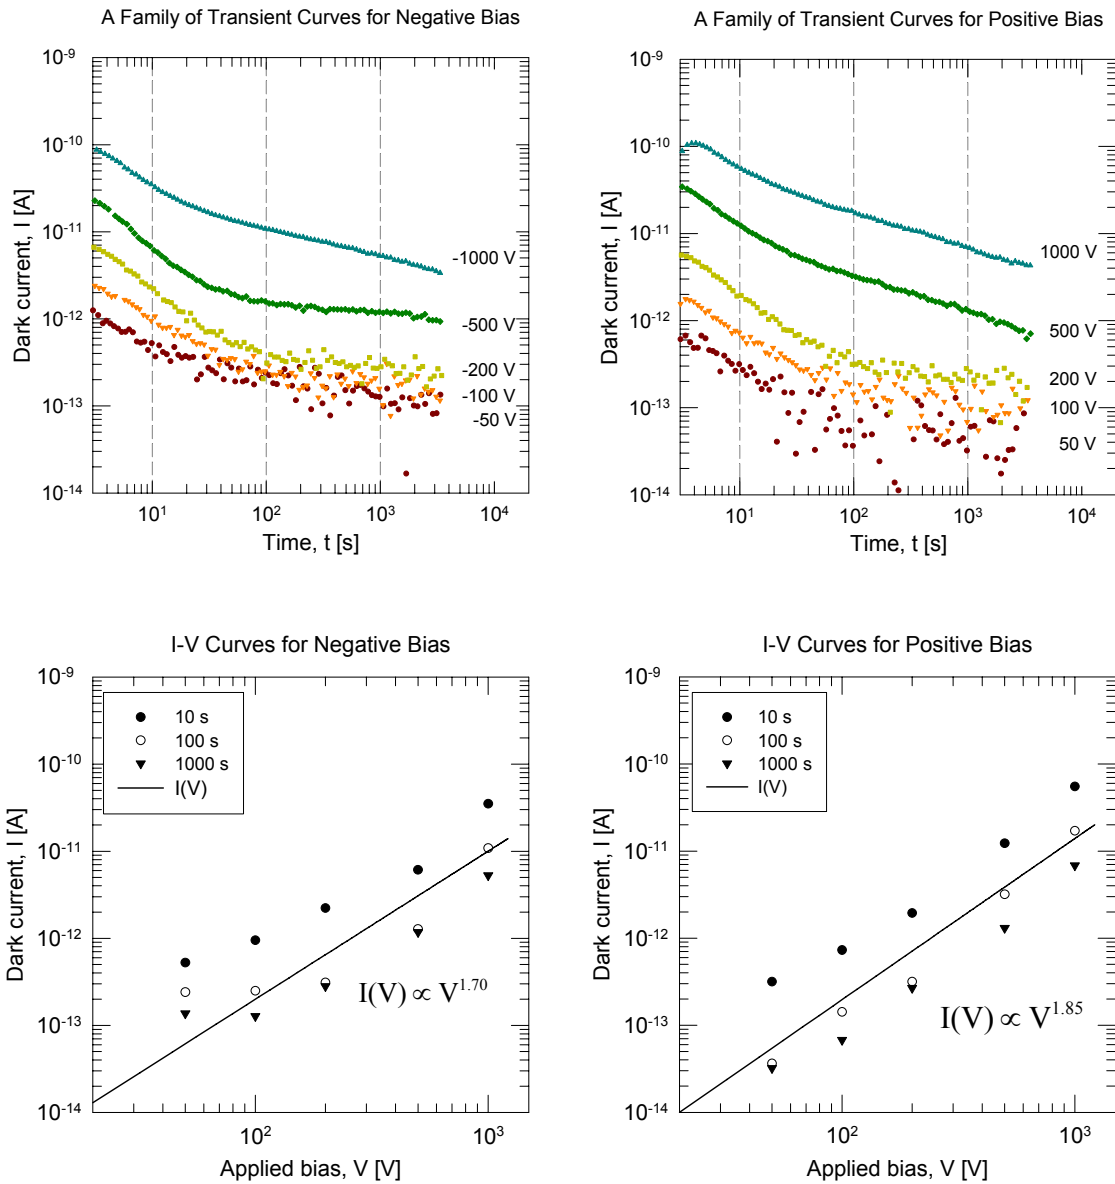 A Family of Transient Curves for Negative Bias
10⁻⁹
10⁻¹⁰
10⁻¹¹
10⁻¹²
10⁻¹³
10⁻¹⁴
Dark current, I [A]
-1000 V
-500 V
-200 V
-100 V
-50 V
10¹ 10² 10³ 10⁴
Time, t [s]
A Family of Transient Curves for Positive Bias
10⁻⁹
10⁻¹⁰
10⁻¹¹
10⁻¹²
10⁻¹³
10⁻¹⁴
Dark current, I [A]
1000 V
500 V
200 V
100 V
50 V
10¹ 10² 10³ 10⁴
Time, t [s]
I-V Curves for Negative Bias
10⁻⁹
10⁻¹⁰
10⁻¹¹
10⁻¹²
10⁻¹³
10⁻¹⁴
Dark current, I [A]
10 s
100 s
1000 s
I(V)
I(V) ∝ V¹·⁷⁰
10² 10³
Applied bias, V [V]
I-V Curves for Positive Bias
10⁻⁹
10⁻¹⁰
10⁻¹¹
10⁻¹²
10⁻¹³
10⁻¹⁴
Dark current, I [A]
10 s
100 s
1000 s
I(V)
I(V) ∝ V¹·⁸⁵
10² 10³
Applied bias, V [V]